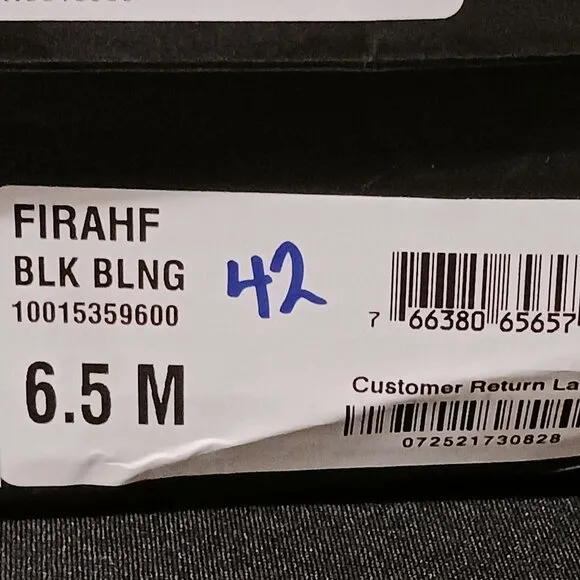 FIRAHF
BLK BLNG
10015359600
42
6.5 M
7 66380 65657
Customer Return La
072521730828